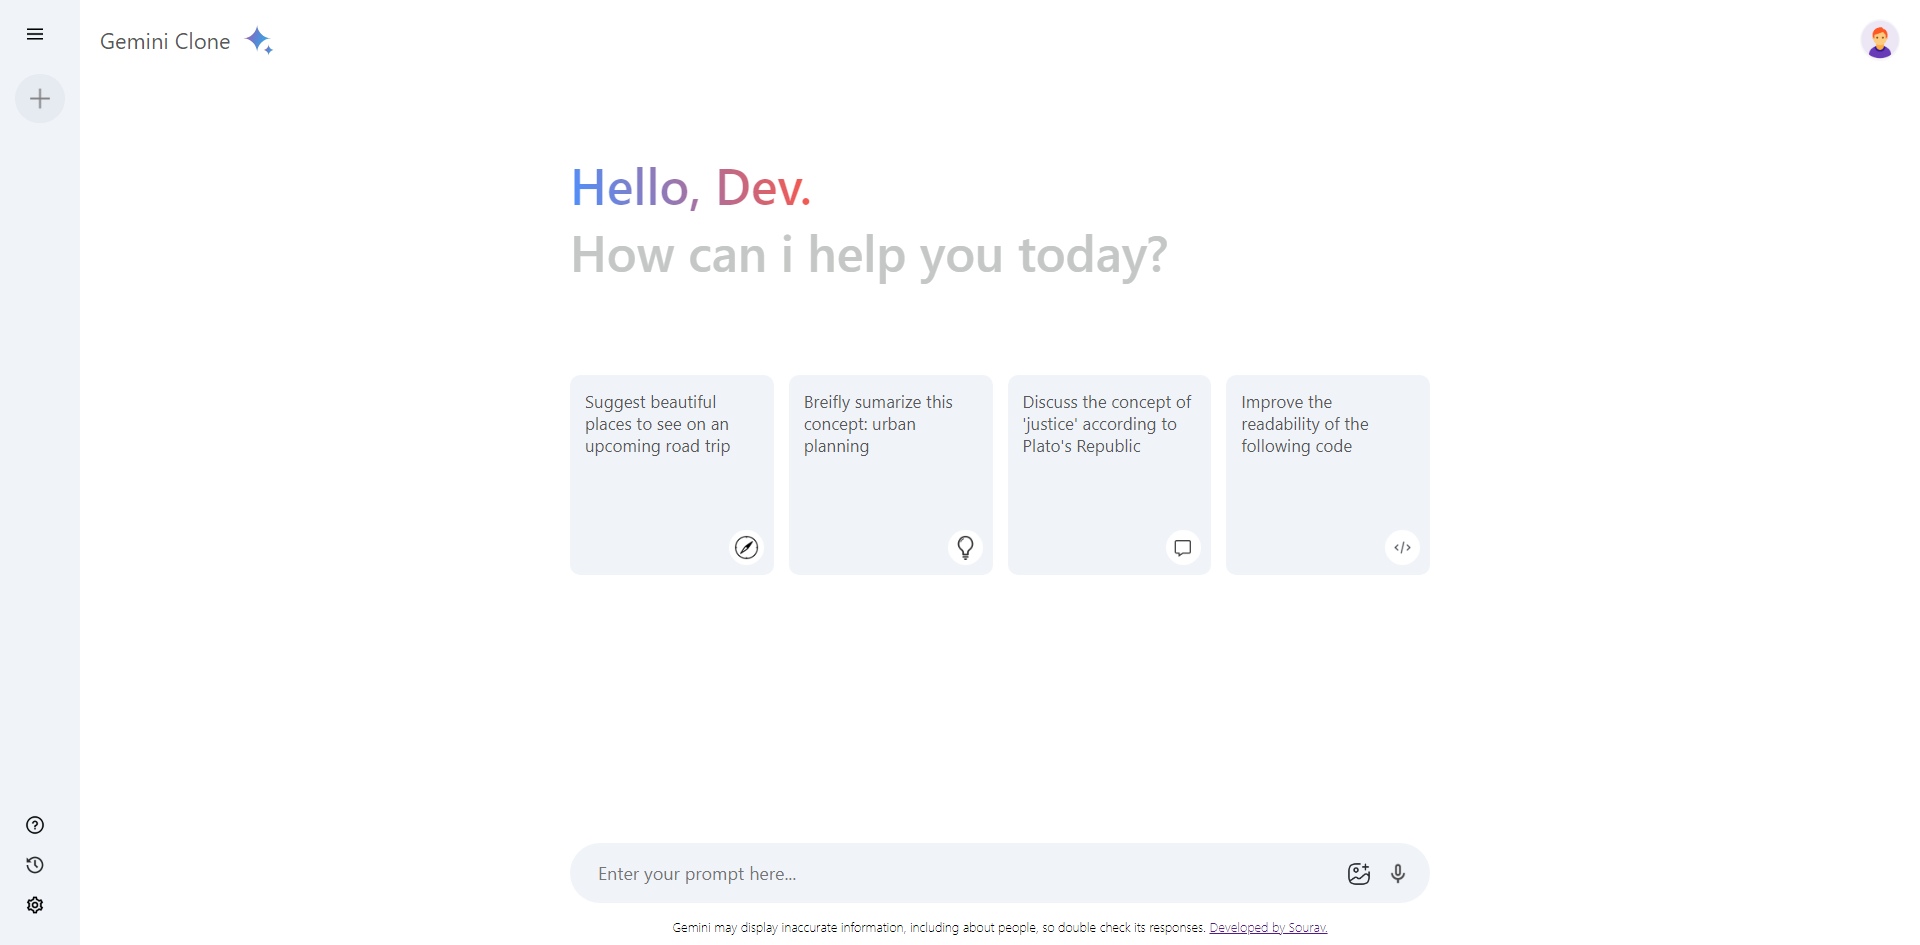 Gemini Clone
Hello, Dev.
How can i help you today?
Suggest beautiful
places to see on an
upcoming road trip
Breifly sumarize this
concept: urban
planning
Discuss the concept of
'justice' according to
Plato's Republic
Improve the
readability of the
following code
Enter your prompt here...
Gemini may display inaccurate information, including about people, so double check its responses. Developed by Sourav.